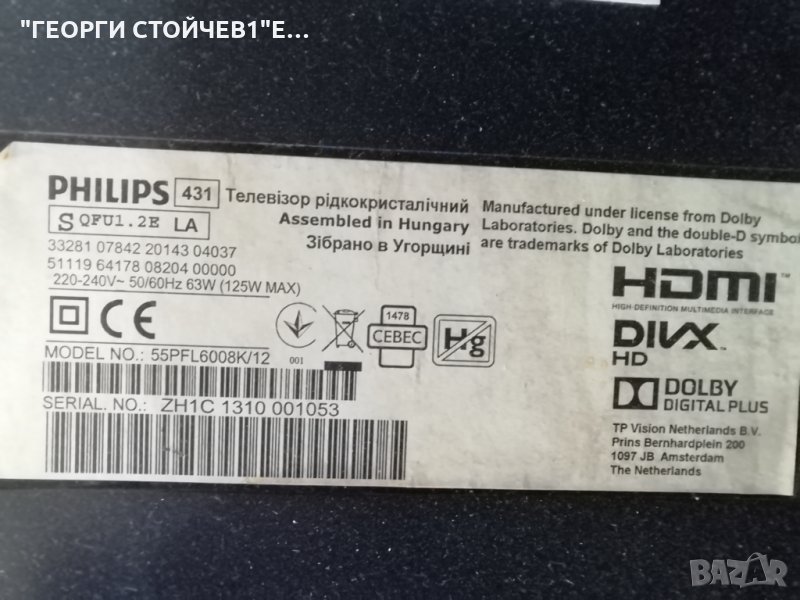 "ГЕОРГИ СТОЙЧЕВ1"Е...
PHILIPS 431 Телевізор рідкокристалічний
S QFU1.2E LA
Assembled in Hungary
Зібрано в Угорщині
33281 07842 20143 04037
51119 64178 08204 00000
220-240V~ 50/60Hz 63W (125W MAX)
Manufactured under license from Dolby
Laboratories. Dolby and the double-D symbol
are trademarks of Dolby Laboratories
CE
001
1478
СЕВЕС
Hg
MODEL NO.: 55PFL6008K/12
SERIAL. NO.: ZH1C 1310 001053
HDMI™
HIGH-DEFINITION MULTIMEDIA INTERFACE
DIVX
HD
DOLBY
DIGITAL PLUS
TP Vision Netherlands B.V.
Prins Bernhardplein 200
1097 JB Amsterdam
The Netherlands
BAZAR